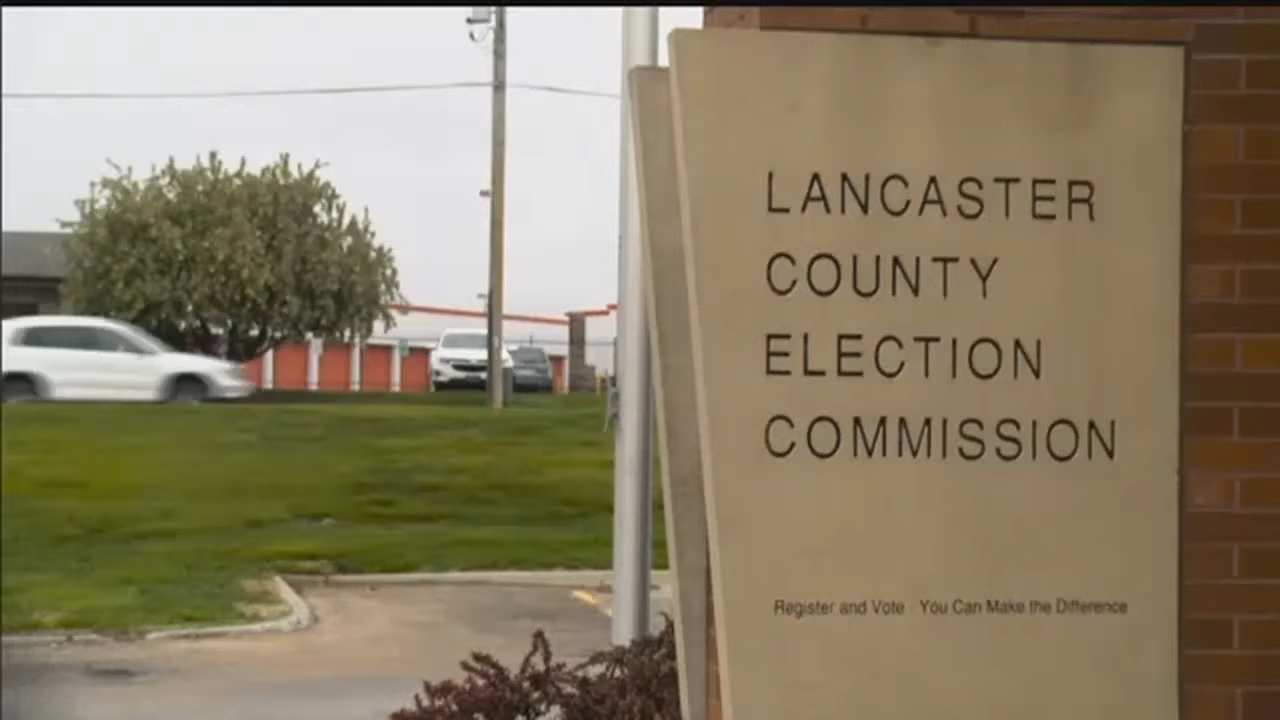 LANCASTER
COUNTY
ELECTION
COMMISSION
Register and Vote You Can Make the Difference